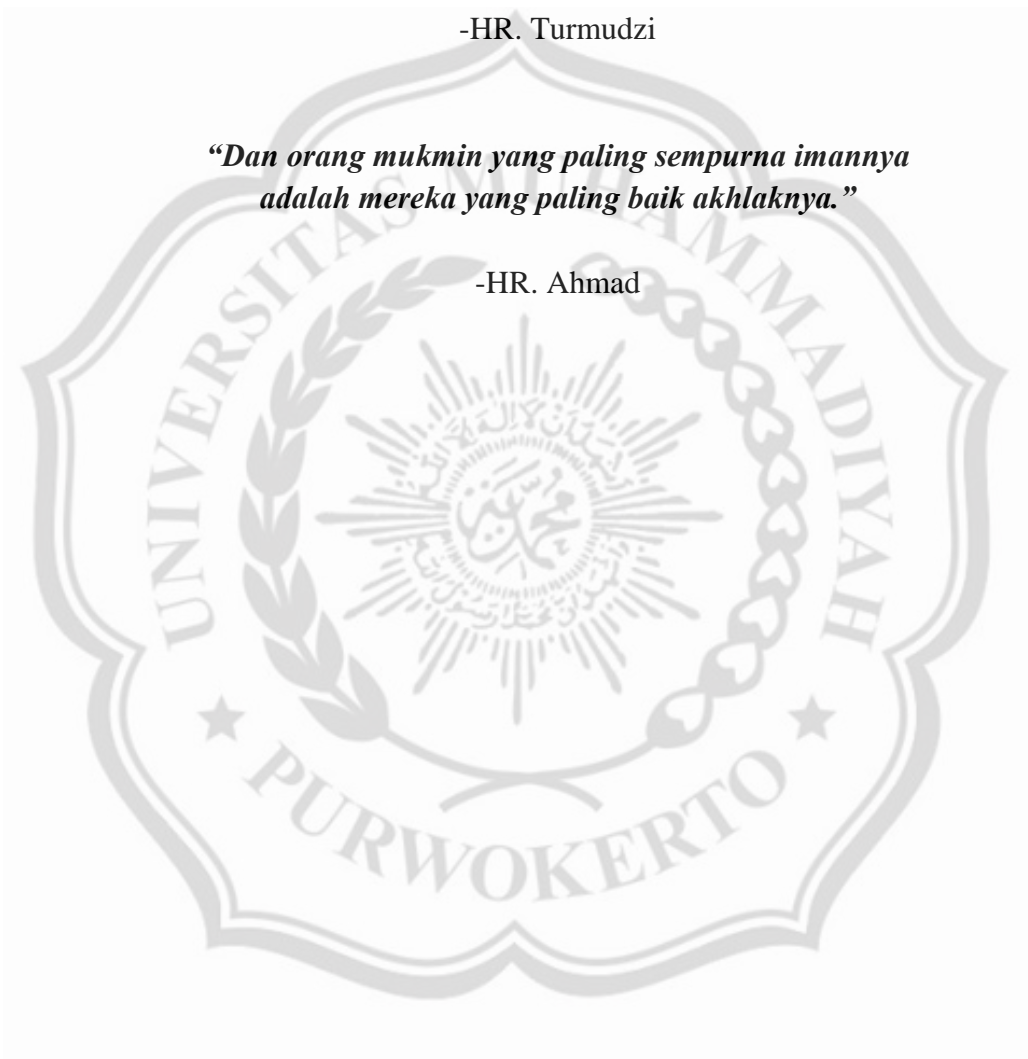 -HR. Turmudzi
“Dan orang mukmin yang paling sempurna imannya
adalah mereka yang paling baik akhlaknya.”
-HR. Ahmad
UNIVERSITAS MUHAMMADIYAH
PURWOKERTO
محمد